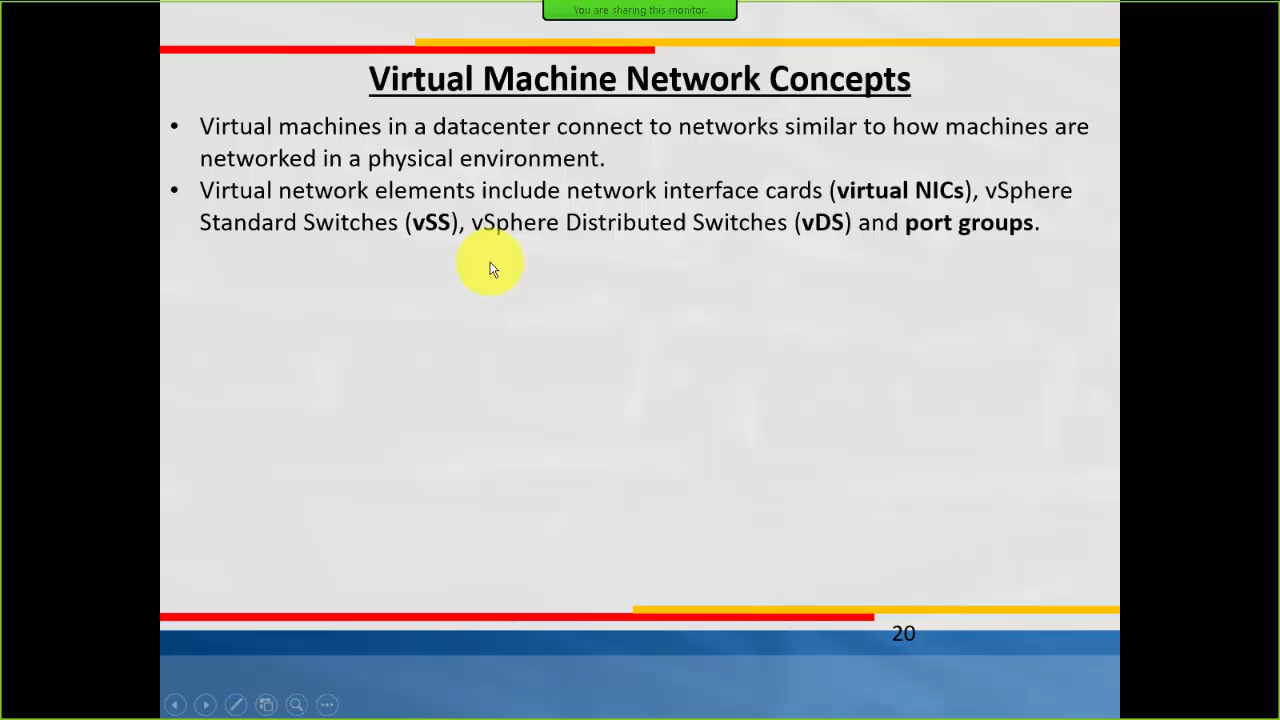 You are sharing this monitor.
Virtual Machine Network Concepts
• Virtual machines in a datacenter connect to networks similar to how machines are
networked in a physical environment.
• Virtual network elements include network interface cards (virtual NICs), vSphere
Standard Switches (vSS), vSphere Distributed Switches (vDS) and port groups.
20